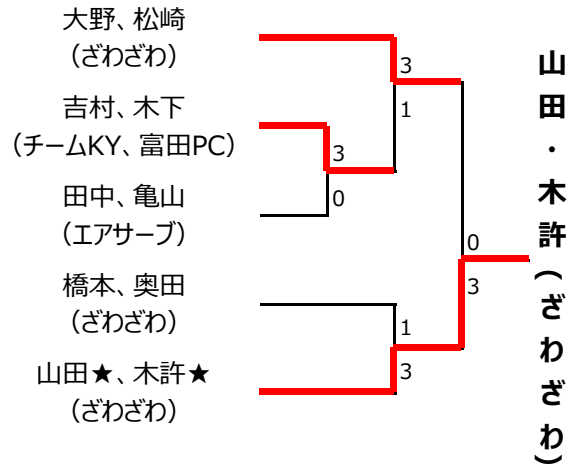 大野、松崎
（ざわざわ）
3
吉村、木下
（チームKY、富田PC）
1
3
田中、亀山
（エアサーブ）
0
0
橋本、奥田
（ざわざわ）
3
1
山田★、木許★
（ざわざわ）
3
山田・木許（ざわざわ）